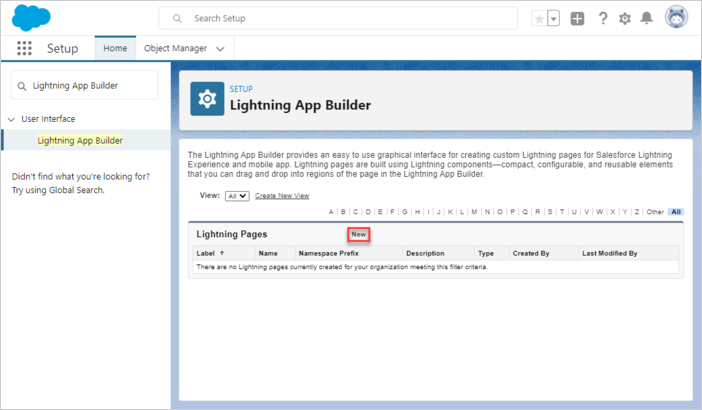 Search Setup
Setup
Home
Object Manager
Lightning App Builder
User Interface
Lightning App Builder
Didn't find what you're looking for?
Try using Global Search.
SETUP
Lightning App Builder
The Lightning App Builder provides an easy to use graphical interface for creating custom Lightning pages for Salesforce Lightning
Experience and mobile app. Lightning pages are built using Lightning components—compact, configurable, and reusable elements
that you can drag and drop into regions of the page in the Lightning App Builder.
View: All Create New View
A | B | C | D | E | F | G | H | I | J | K | L | M | N | O | P | Q | R | S | T | U | V | W | X | Y | Z | Other All
Lightning Pages New
Label ↑ Name Namespace Prefix Description Type Created By Last Modified By
There are no Lightning pages currently created for your organization meeting this filter criteria.